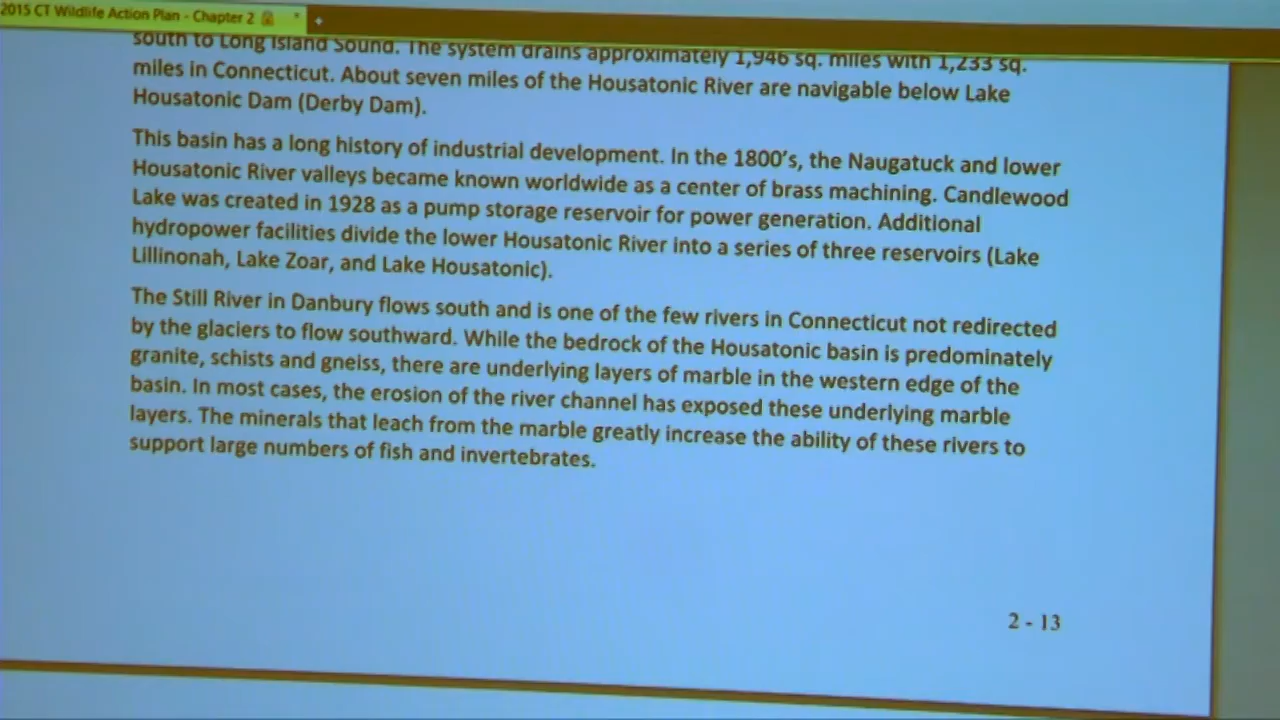 2015 CT Wildlife Action Plan - Chapter 2
south to Long Island Sound. The system drains approximately 1,946 sq. miles with 1,233 sq.
miles in Connecticut. About seven miles of the Housatonic River are navigable below Lake
Housatonic Dam (Derby Dam).
This basin has a long history of industrial development. In the 1800's, the Naugatuck and lower
Housatonic River valleys became known worldwide as a center of brass machining. Candlewood
Lake was created in 1928 as a pump storage reservoir for power generation. Additional
hydropower facilities divide the lower Housatonic River into a series of three reservoirs (Lake
Lillinonah, Lake Zoar, and Lake Housatonic).
The Still River in Danbury flows south and is one of the few rivers in Connecticut not redirected
by the glaciers to flow southward. While the bedrock of the Housatonic basin is predominately
granite, schists and gneiss, there are underlying layers of marble in the western edge of the
basin. In most cases, the erosion of the river channel has exposed these underlying marble
layers. The minerals that leach from the marble greatly increase the ability of these rivers to
support large numbers of fish and invertebrates.
2 - 13